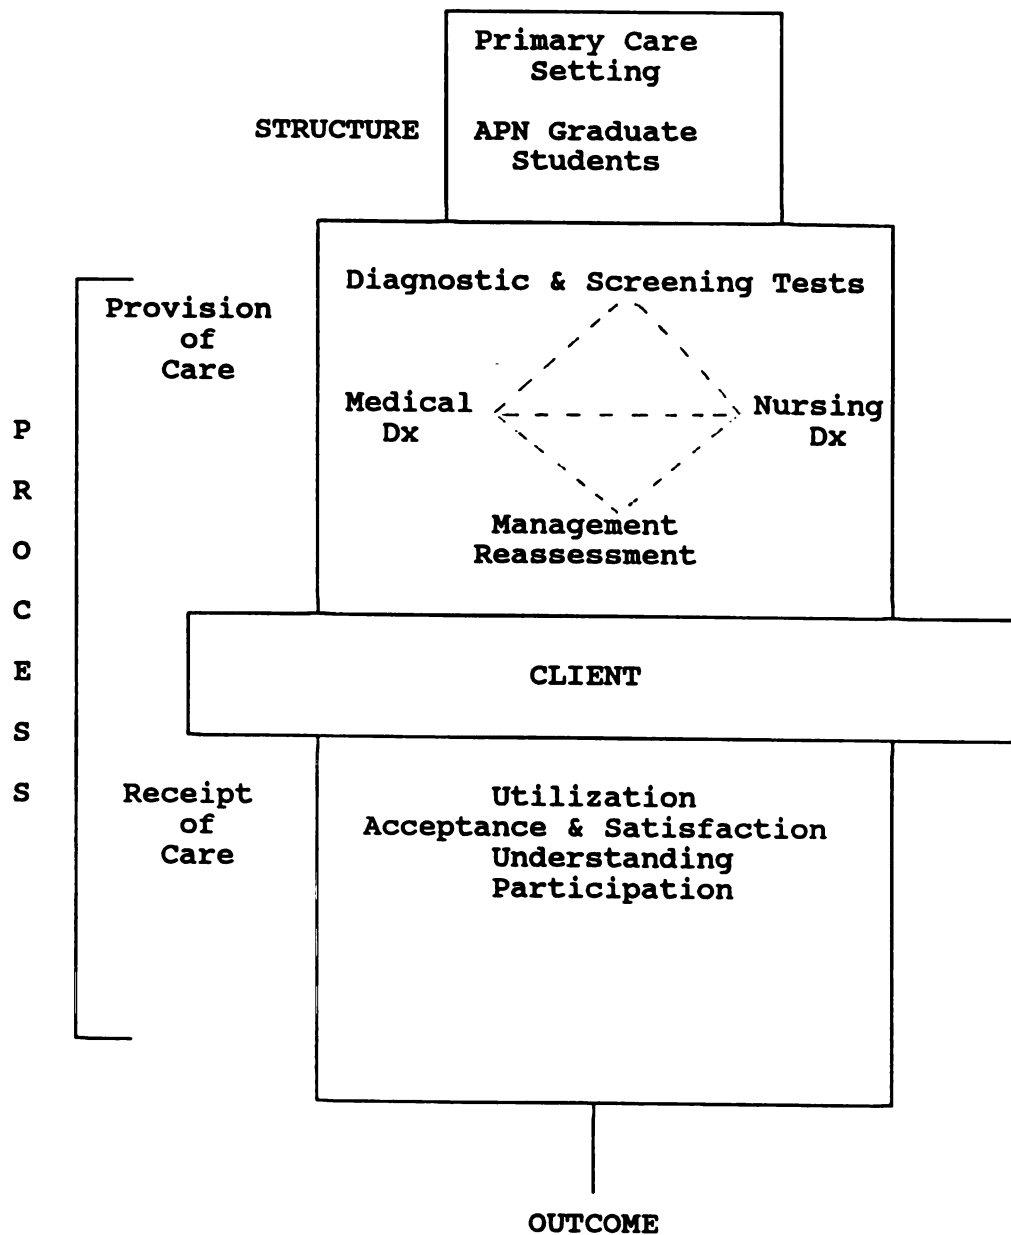 Primary Care
Setting
STRUCTURE
APN Graduate
Students
PROCESS
Provision
of
Care
Diagnostic & Screening Tests
Medical
Dx
Nursing
Dx
Management
Reassessment
CLIENT
Receipt
of
Care
Utilization
Acceptance & Satisfaction
Understanding
Participation
OUTCOME